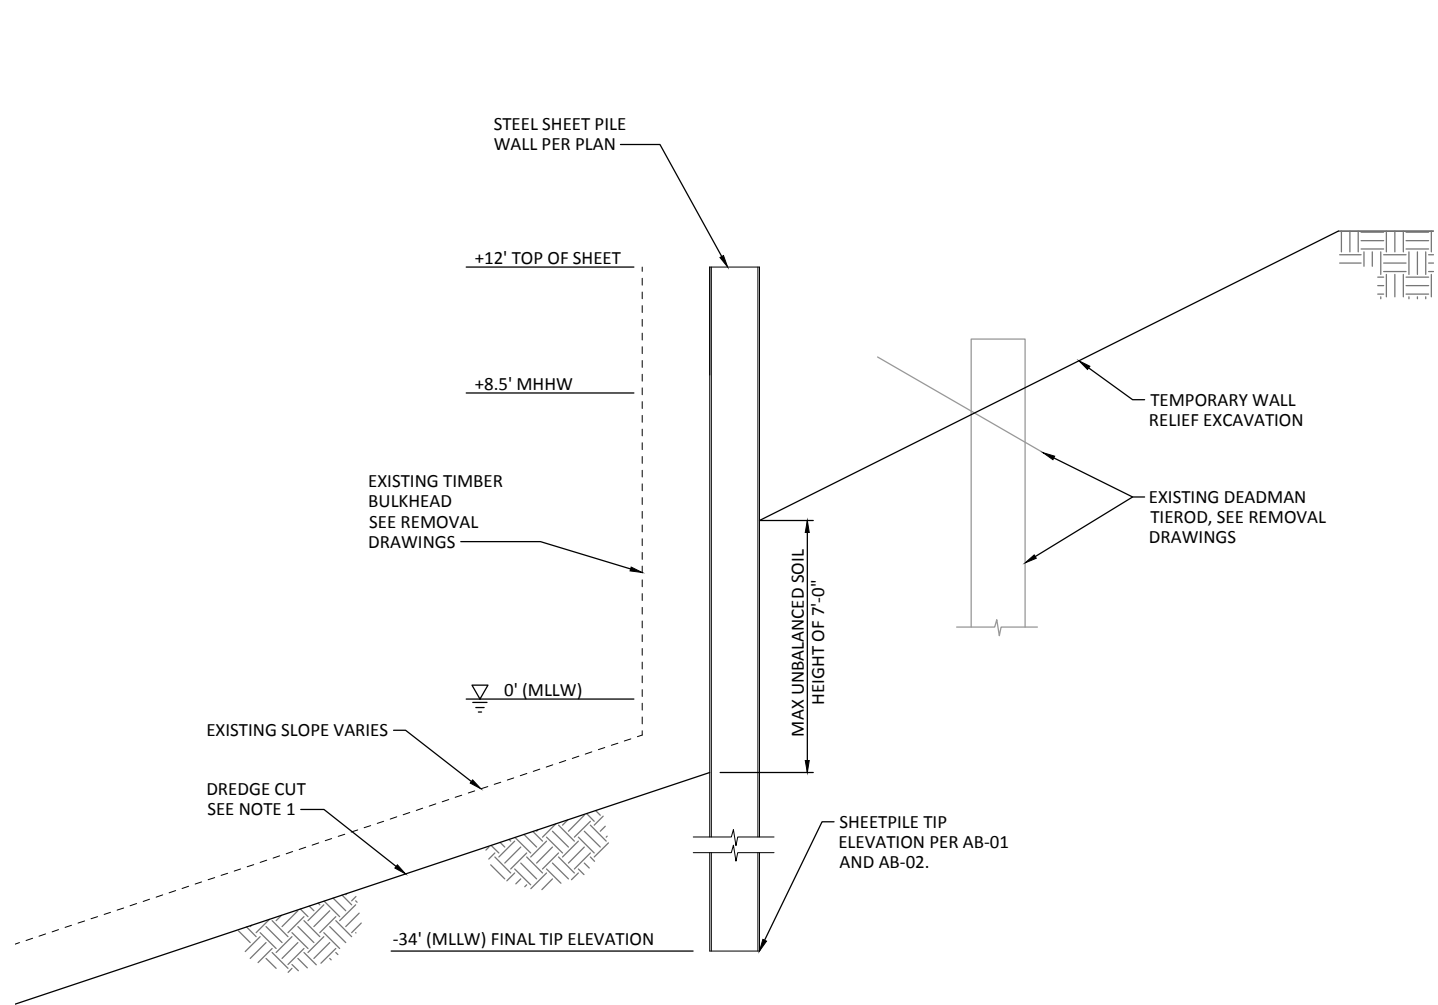 STEEL SHEET PILE
WALL PER PLAN
+12' TOP OF SHEET
+8.5' MHHW
TEMPORARY WALL
RELIEF EXCAVATION
EXISTING TIMBER
BULKHEAD
SEE REMOVAL
DRAWINGS
EXISTING DEADMAN
TIEROD, SEE REMOVAL
DRAWINGS
MAX UNBALANCED SOIL
HEIGHT OF 7'-0"
0' (MLLW)
EXISTING SLOPE VARIES
DREDGE CUT
SEE NOTE 1
SHEETPILE TIP
ELEVATION PER AB-01
AND AB-02.
-34' (MLLW) FINAL TIP ELEVATION